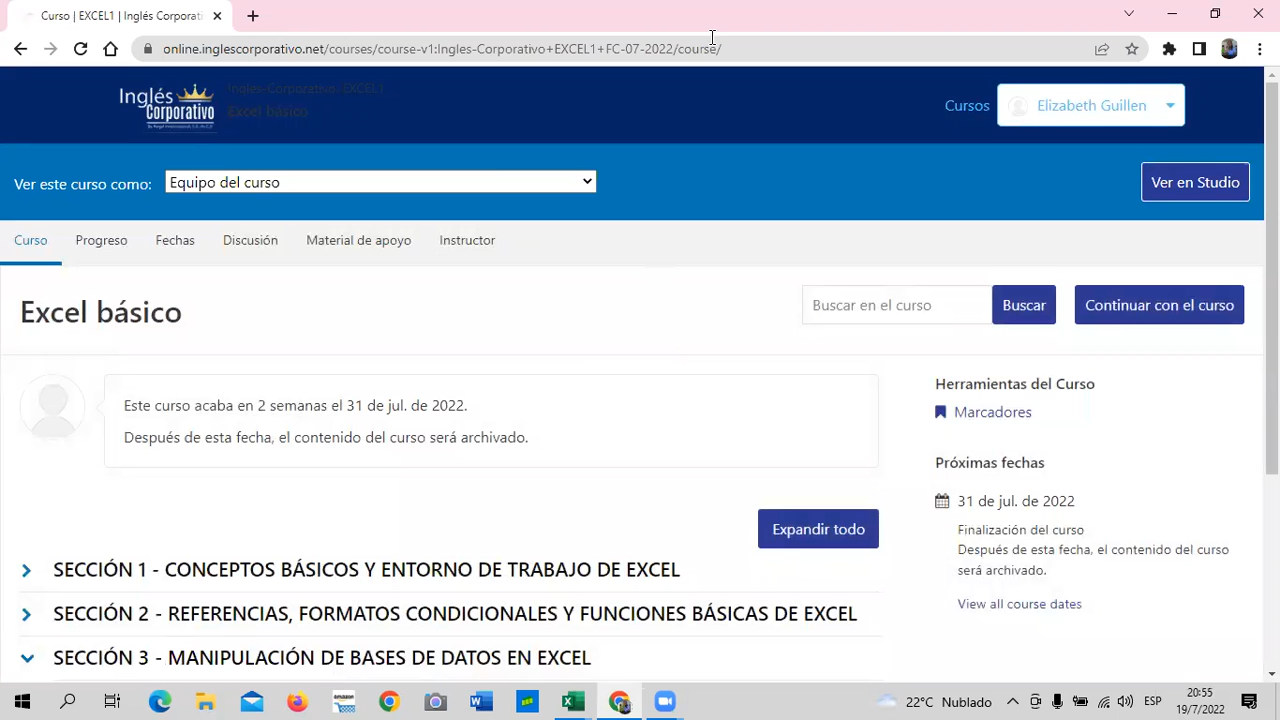 Curso | EXCEL1 | Inglés Corporati
online.inglescorporativo.net/courses/course-v1:Ingles-Corporativo+EXCEL1+FC-07-2022/course/
Inglés
Corporativo
Ingles-Corporativo-EXCEL1
Excel básico
Cursos
Elizabeth Guillen
Ver este curso como:
Equipo del curso
Ver en Studio
Curso
Progreso
Fechas
Discusión
Material de apoyo
Instructor
Excel básico
Buscar en el curso
Buscar
Continuar con el curso
Este curso acaba en 2 semanas el 31 de jul. de 2022.
Después de esta fecha, el contenido del curso será archivado.
Herramientas del Curso
Marcadores
Próximas fechas
31 de jul. de 2022
Finalización del curso
Después de esta fecha, el contenido del curso
será archivado.
View all course dates
Expandir todo
SECCIÓN 1 - CONCEPTOS BÁSICOS Y ENTORNO DE TRABAJO DE EXCEL
SECCIÓN 2 - REFERENCIAS, FORMATOS CONDICIONALES Y FUNCIONES BÁSICAS DE EXCEL
SECCIÓN 3 - MANIPULACIÓN DE BASES DE DATOS EN EXCEL
amazon
22°C Nublado
ESP
20:55
19/7/2022